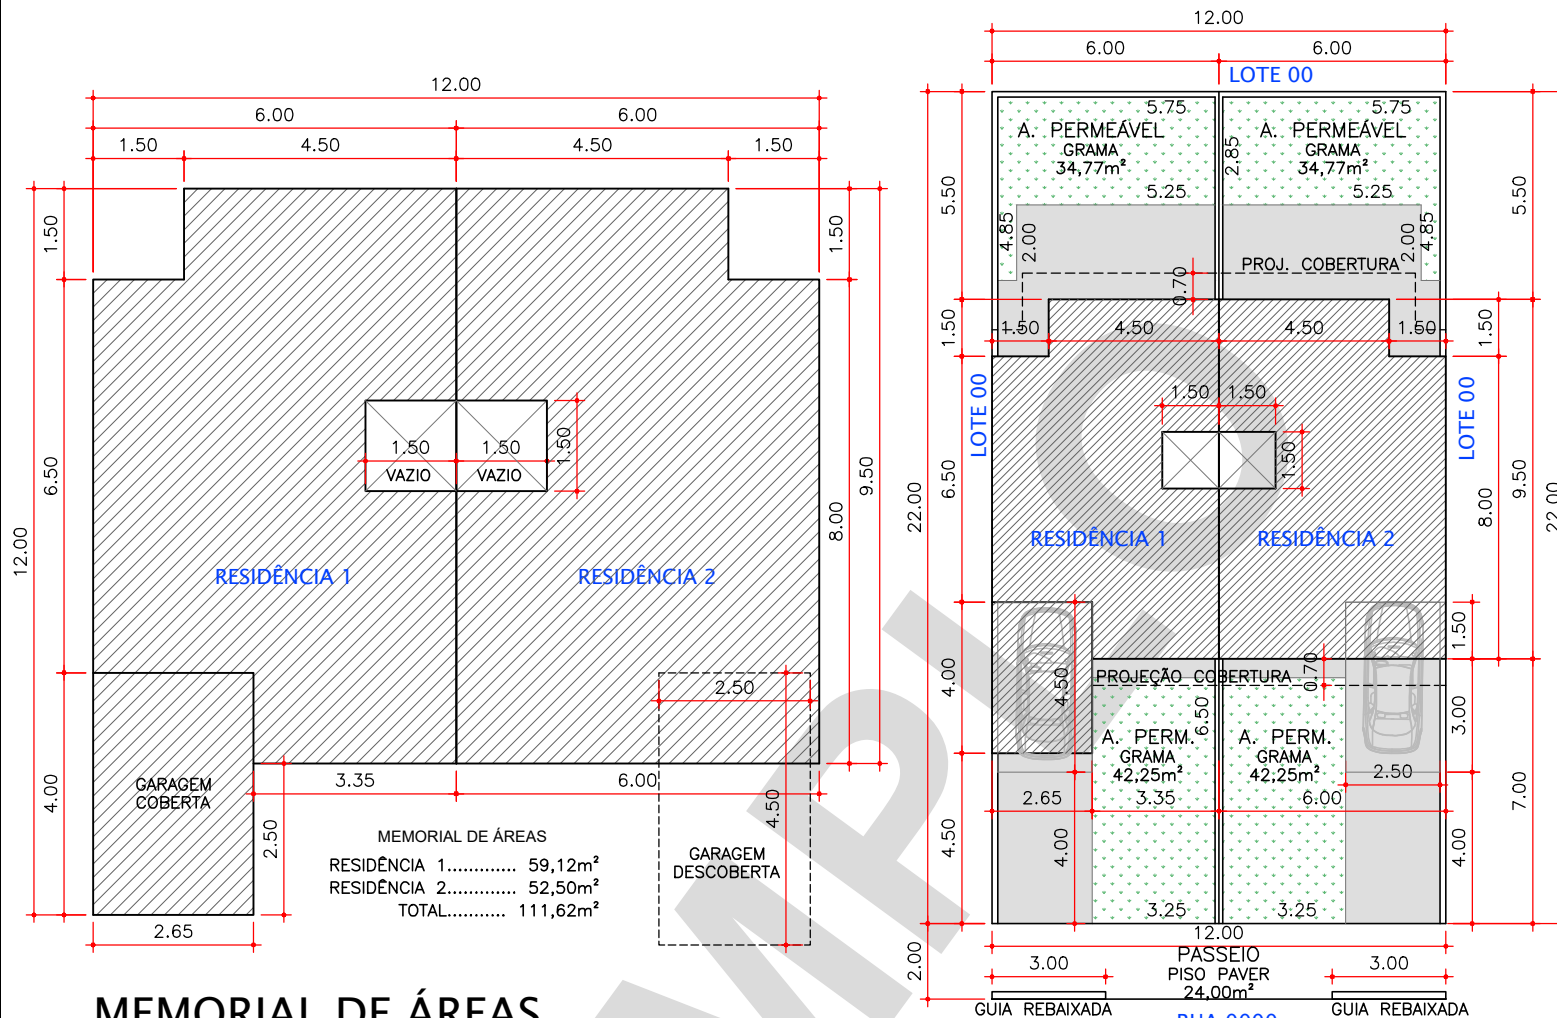 12.00
6.00
6.00
1.50
4.50
4.50
1.50
1.50
1.50
6.50
12.00
9.50
8.00
1.50
1.50
1.50
VAZIO
VAZIO
RESIDÊNCIA 1
RESIDÊNCIA 2
4.00
GARAGEM
COBERTA
2.50
3.35
6.00
2.50
4.50
GARAGEM
DESCOBERTA
2.65
MEMORIAL DE ÁREAS
RESIDÊNCIA 1............ 59,12m²
RESIDÊNCIA 2............. 52,50m²
TOTAL.......... 111,62m²
MEMORIAL DE ÁREAS
12.00
6.00
6.00
LOTE 00
5.75
5.75
A. PERMEÁVEL
GRAMA
34,77m²
A. PERMEÁVEL
GRAMA
34,77m²
2.85
5.25
5.25
5.50
5.50
4.85
2.00
2.00
4.85
PROJ. COBERTURA
0.70
1.50
1.50
4.50
4.50
1.50
1.50
LOTE 00
LOTE 00
1.50
1.50
1.50
6.50
22.00
9.50
8.00
22.00
RESIDÊNCIA 1
RESIDÊNCIA 2
1.50
4.00
4.50
PROJEÇÃO COBERTURA
0.70
6.50
3.00
A. PERM.
GRAMA
42,25m²
A. PERM.
GRAMA
42,25m²
2.50
2.65
3.35
6.00
7.00
4.50
4.00
4.00
3.25
3.25
12.00
2.00
PASSEIO
PISO PAVER
24,00m²
3.00
3.00
GUIA REBAIXADA
GUIA REBAIXADA
RUA 0000